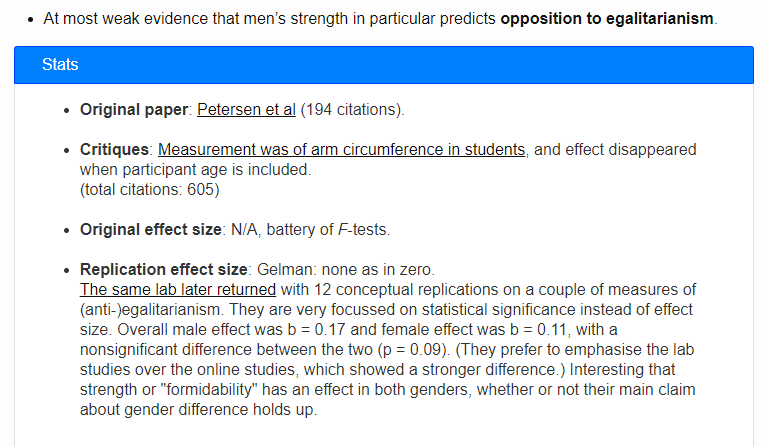 At most weak evidence that men’s strength in particular predicts opposition to egalitarianism.
Stats
Original paper: Petersen et al (194 citations).
Critiques: Measurement was of arm circumference in students, and effect disappeared
when participant age is included.
(total citations: 605)
Original effect size: N/A, battery of F-tests.
Replication effect size: Gelman: none as in zero.
The same lab later returned with 12 conceptual replications on a couple of measures of
(anti-)egalitarianism. They are very focussed on statistical significance instead of effect
size. Overall male effect was b = 0.17 and female effect was b = 0.11, with a
nonsignificant difference between the two (p = 0.09). (They prefer to emphasise the lab
studies over the online studies, which showed a stronger difference.) Interesting that
strength or "formidability" has an effect in both genders, whether or not their main claim
about gender difference holds up.